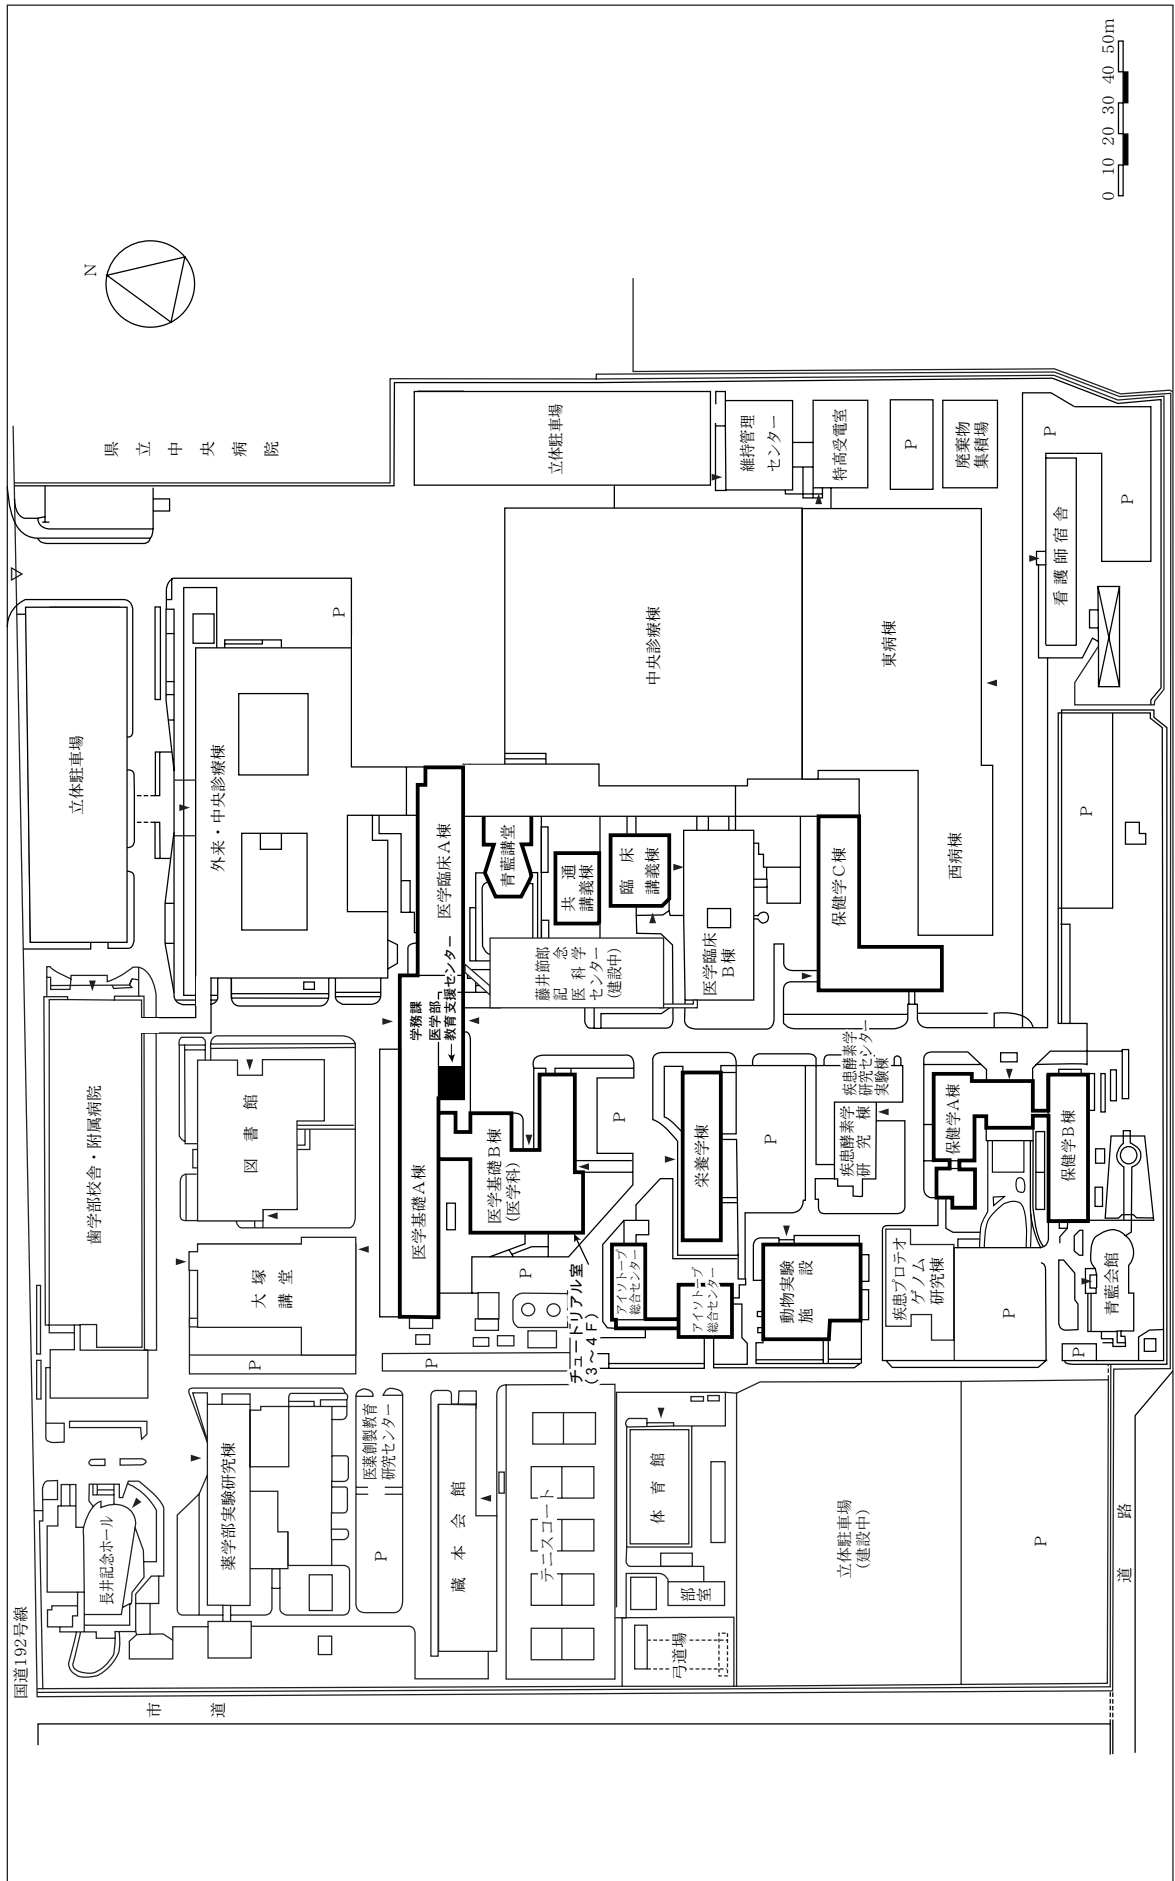 国道192号線
市道
長井記念ホール
歯学部校舎・附属病院
立体駐車場
県立中央病院
N
薬学部実験研究棟
P
大塚
講堂
図書館
外来・中央診療棟
P
医薬創製教育
研究センター
P
P
蔵本会館
医学基礎A棟
学務課
医学部
教育支援センター
医学臨床A棟
立体駐車場
テニスコート
P
医学基礎B棟
(医学科)
チュートリアル室
(3〜4F)
藤井節郎
記念
医科学
センター
(建設中)
青藍講堂
共通
講義棟
臨床
講義棟
中央診療棟
P
弓道場
部室
体育館
アイソトープ
総合センター
アイソトープ
総合センター
栄養学棟
医学臨床
B棟
維持管理
センター
特高受電室
P
廃棄物
集積場
立体駐車場
(建設中)
動物実験
施設
P
疾患酵素学
研究棟
疾患酵素学
研究センター
実験棟
保健学C棟
東病棟
西病棟
疾患プロテオ
ゲノム
研究棟
P
P
保健学A棟
保健学B棟
青藍会館
P
P
看護師宿舎
P
P
道路
0 10 20 30 40 50m